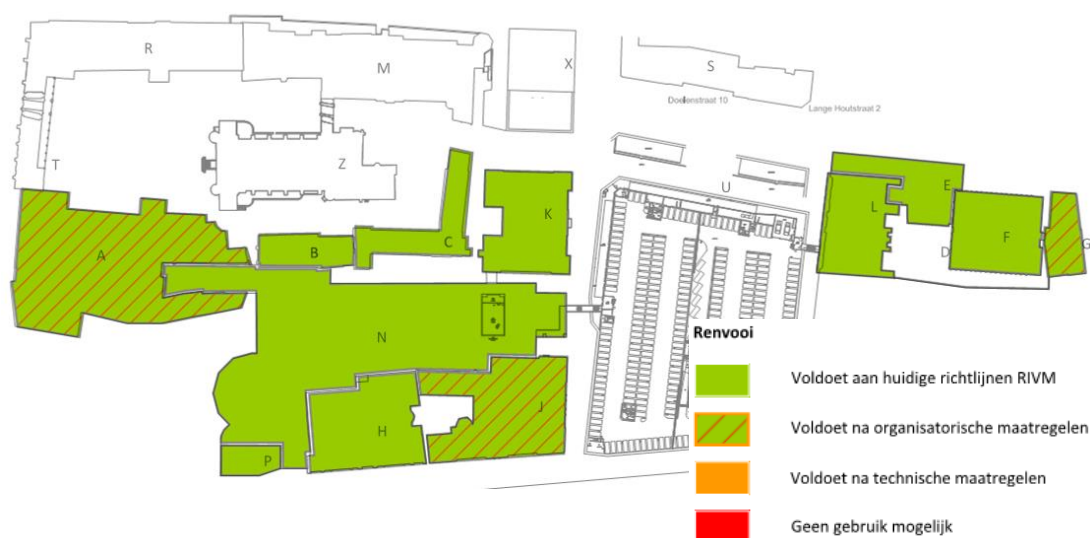 R
M
X
S
Doelenstraat 10
Lange Houtstraat 2
T
Z
U
E
K
L
A
B
C
F
D
G
N
Renvooi
Voldoet aan huidige richtlijnen RIVM
J
H
Voldoet na organisatorische maatregelen
P
Voldoet na technische maatregelen
Geen gebruik mogelijk